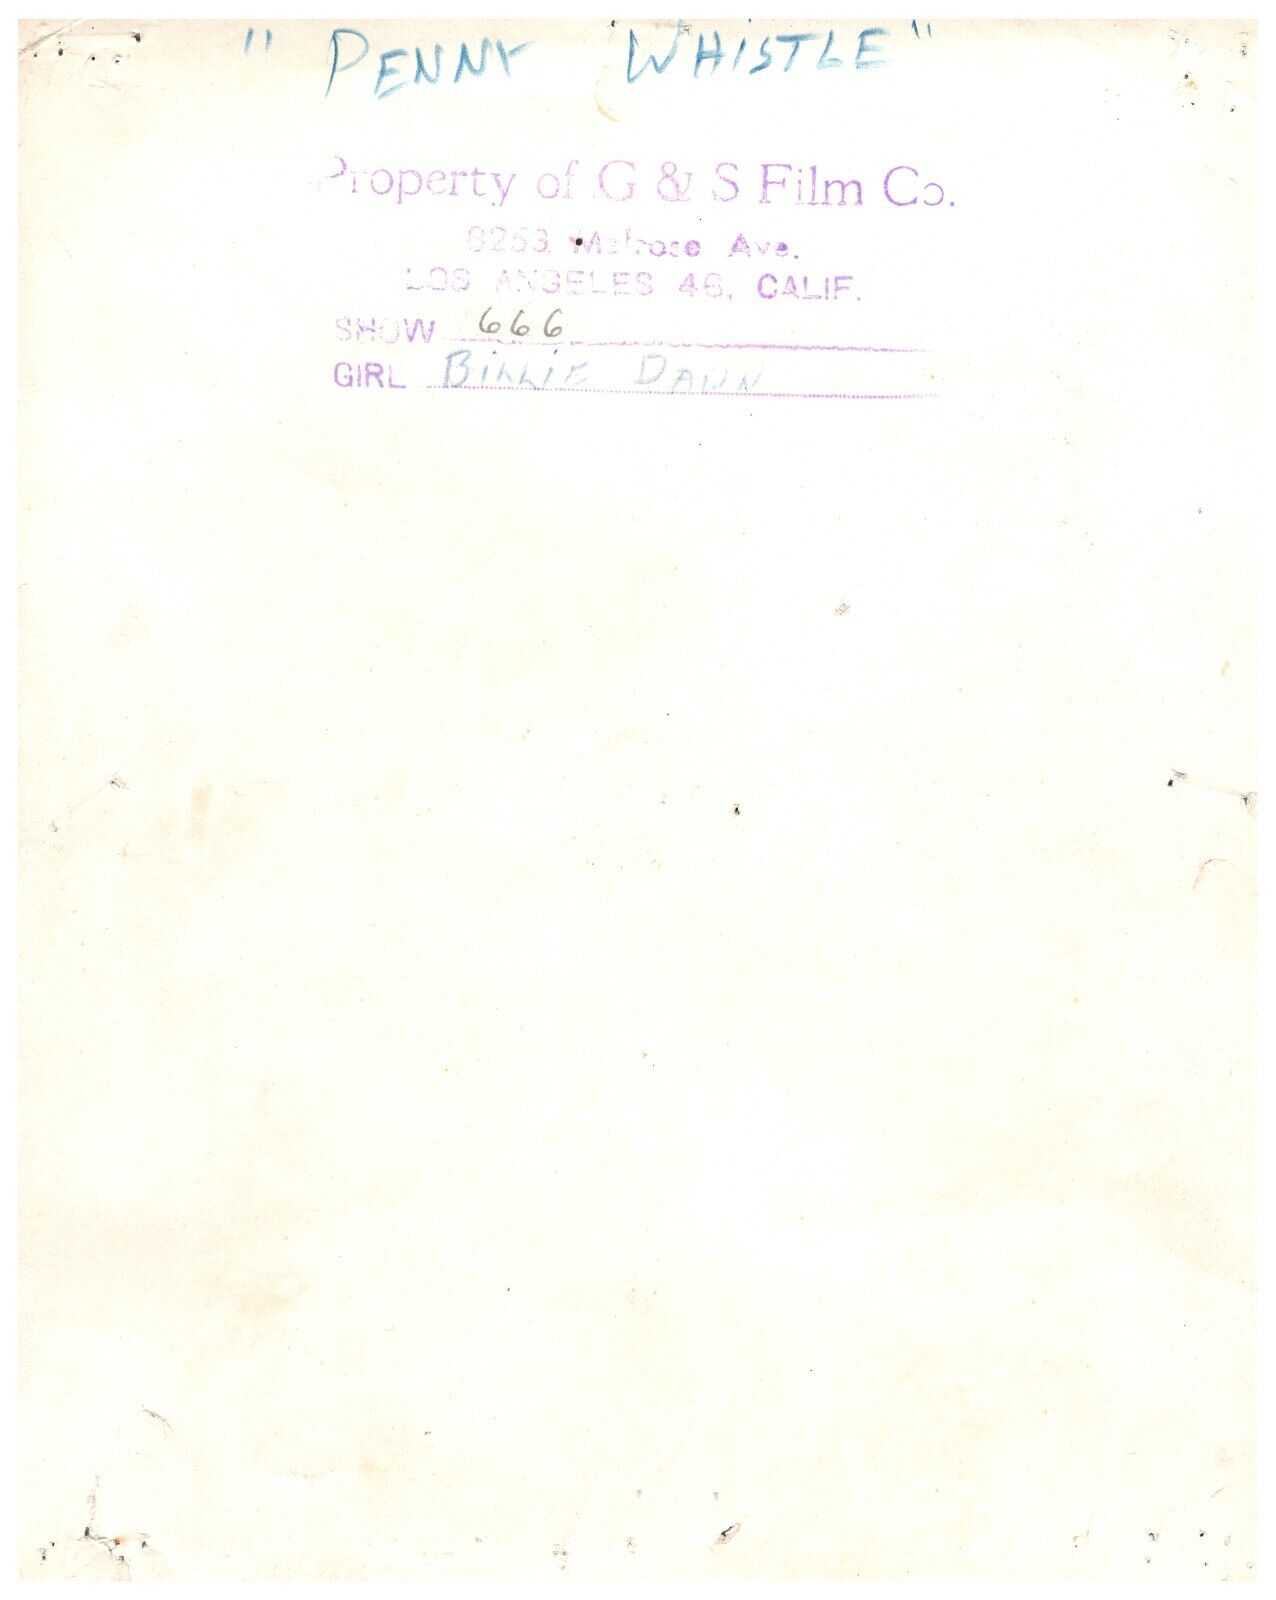 " PENNY WHISTLE "
Property of G & S Film Co.
8253 Melrose Ave.
LOS ANGELES 46, CALIF.
SHOW 666
GIRL BILLIE DAWN